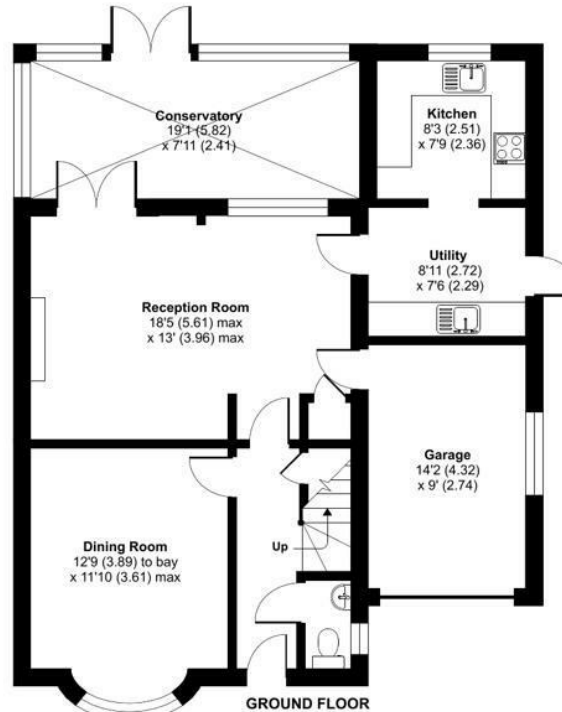 Conservatory
19'1 (5.82)
x 7'11 (2.41)
Kitchen
8'3 (2.51)
x 7'9 (2.36)
Utility
8'11 (2.72)
x 7'6 (2.29)
Reception Room
18'5 (5.61) max
x 13' (3.96) max
Garage
14'2 (4.32)
x 9' (2.74)
Dining Room
12'9 (3.89) to bay
x 11'10 (3.61) max
Up
GROUND FLOOR